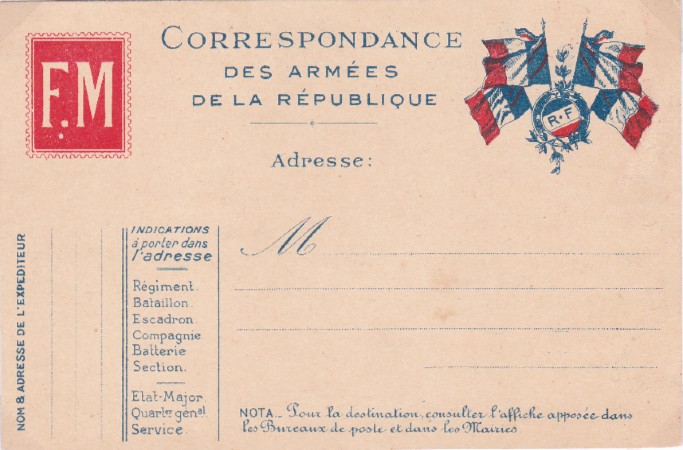 F.M
CORRESPONDANCE
DES ARMÉES
DE LA RÉPUBLIQUE
R·F
Adresse:
NOM & ADRESSE DE L'EXPÉDITEUR
INDICATIONS
à porter dans
l'adresse
Régiment.
Bataillon.
Escadron.
Compagnie
Batterie
Section.
Etat-Major
Quartier génal
Service.
M
NOTA_ Pour la destination, consulter l'affiche apposée dans
les Bureaux de poste et dans les Mairies